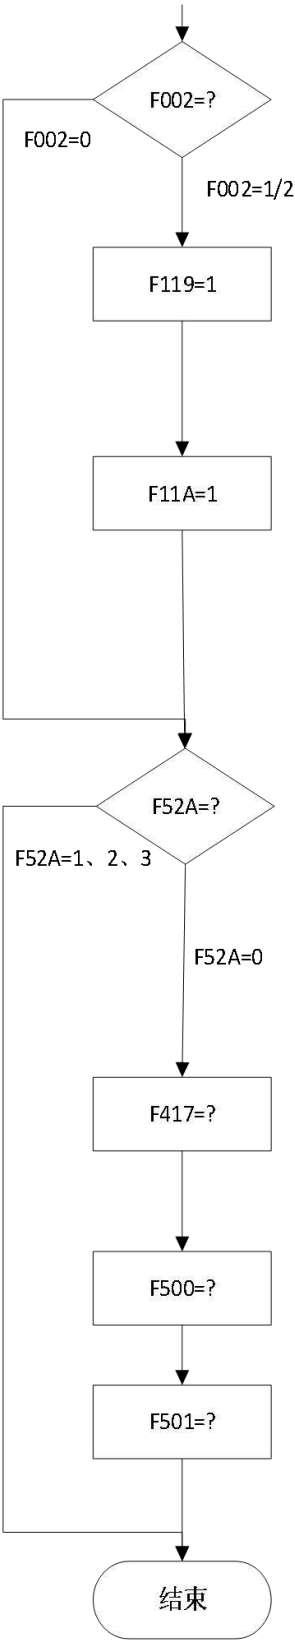 F002=?
F002=0
F002=1/2
F119=1
F11A=1
F52A=?
F52A=1、2、3
F52A=0
F417=?
F500=?
F501=?
结束